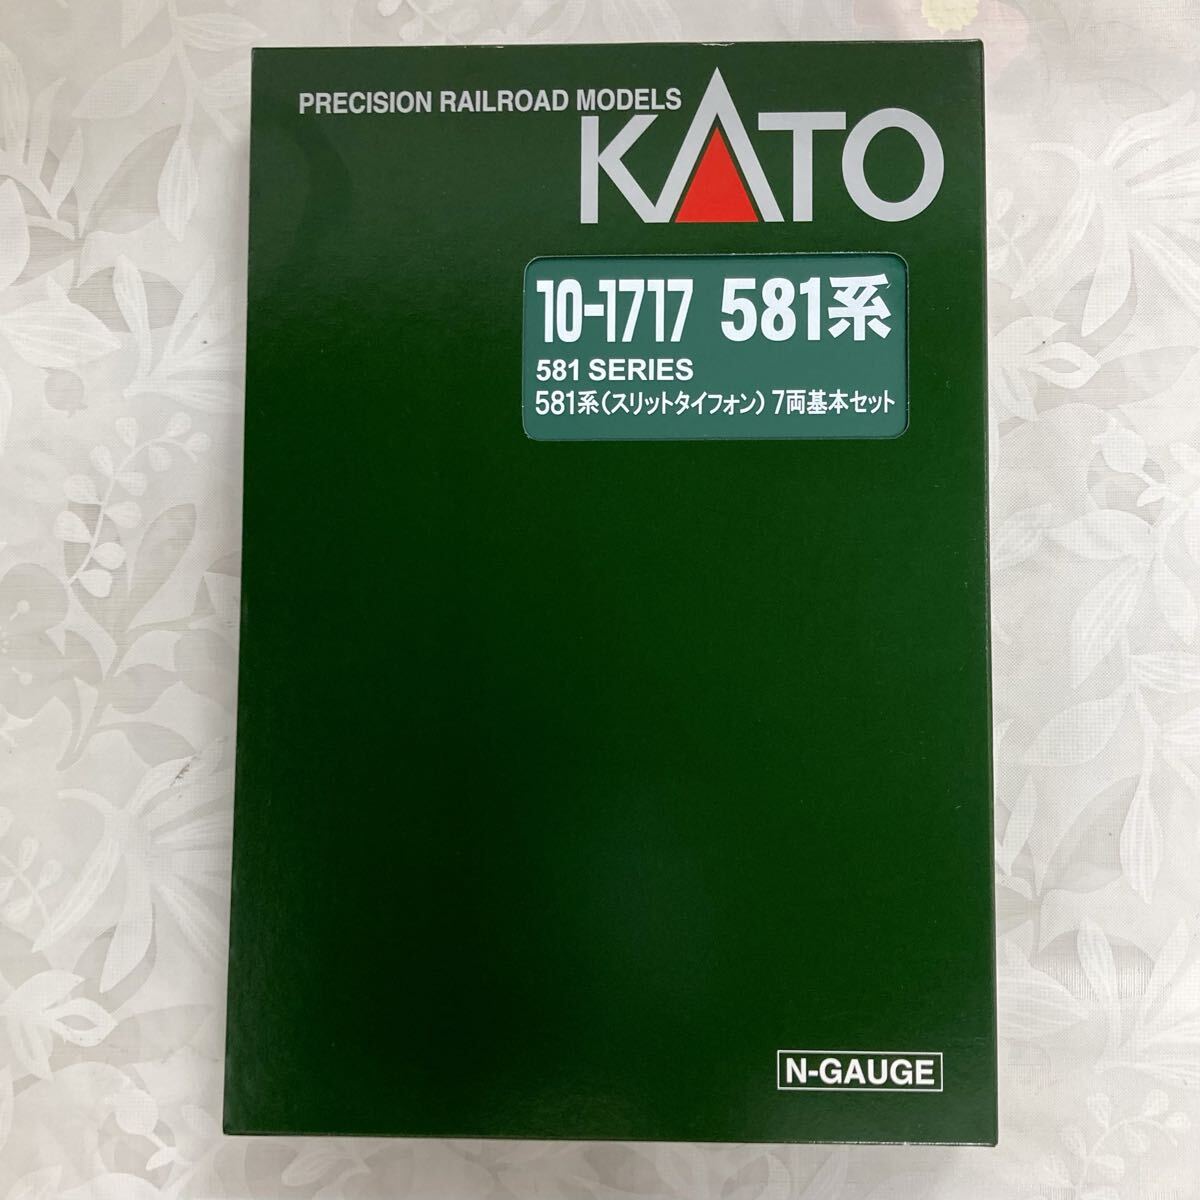 PRECISION RAILROAD MODELS
KATO
10-1717 581系
581 SERIES
581系(スリットタイフォン) 7両基本セット
N-GAUGE